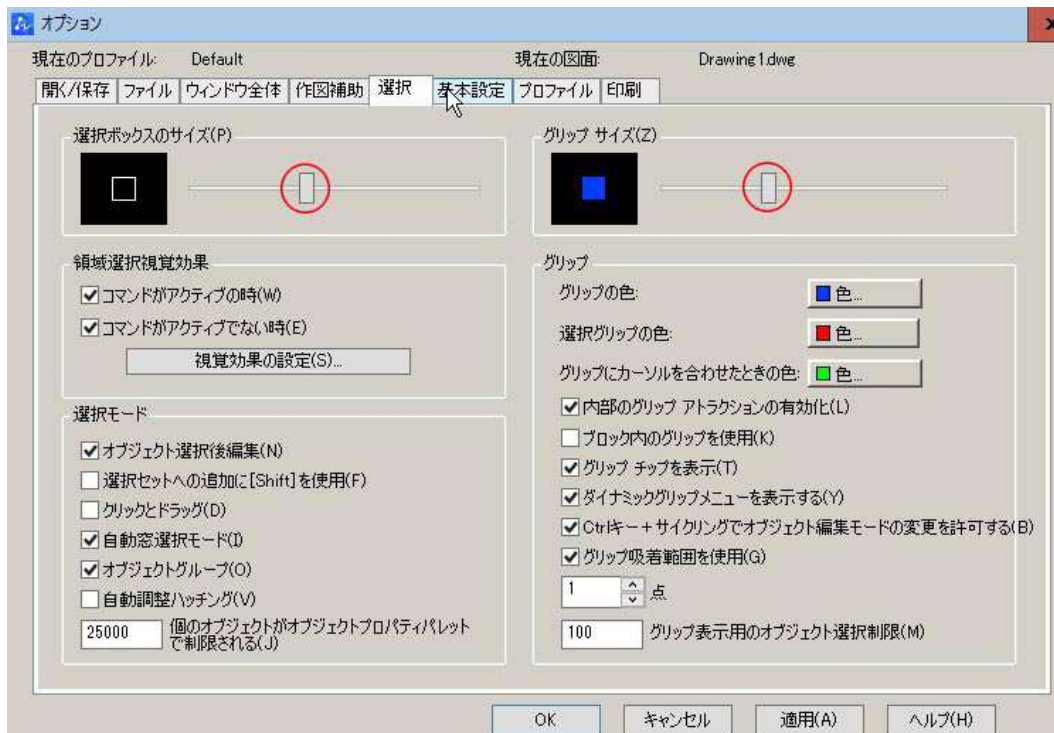 オプション
現在のプロファイル: Default 現在の図面: Drawing1.dwg
開く/保存 ファイル ウィンドウ全体 作図補助 選択 基本設定 プロファイル 印刷
選択ボックスのサイズ(P)
領域選択視覚効果
コマンドがアクティブの時(W)
コマンドがアクティブでない時(E)
視覚効果の設定(S)...
選択モード
オブジェクト選択後編集(N)
選択セットへの追加に[Shift]を使用(F)
クリックとドラッグ(D)
自動窓選択モード(I)
オブジェクトグループ(O)
自動調整ハッチング(V)
25000 個のオブジェクトがオブジェクトプロパティパレット
で制限される(J)
グリップ サイズ(Z)
グリップ
グリップの色: 色...
選択グリップの色: 色...
グリップにカーソルを合わせたときの色: 色...
内部のグリップ アトラクションの有効化(L)
ブロック内のグリップを使用(K)
グリップ チップを表示(T)
ダイナミックグリップメニューを表示する(Y)
Ctrlキー+サイクリングでオブジェクト編集モードの変更を許可する(B)
グリップ吸着範囲を使用(G)
1 点
100 グリップ表示用のオブジェクト選択制限(M)
OK キャンセル 適用(A) ヘルプ(H)